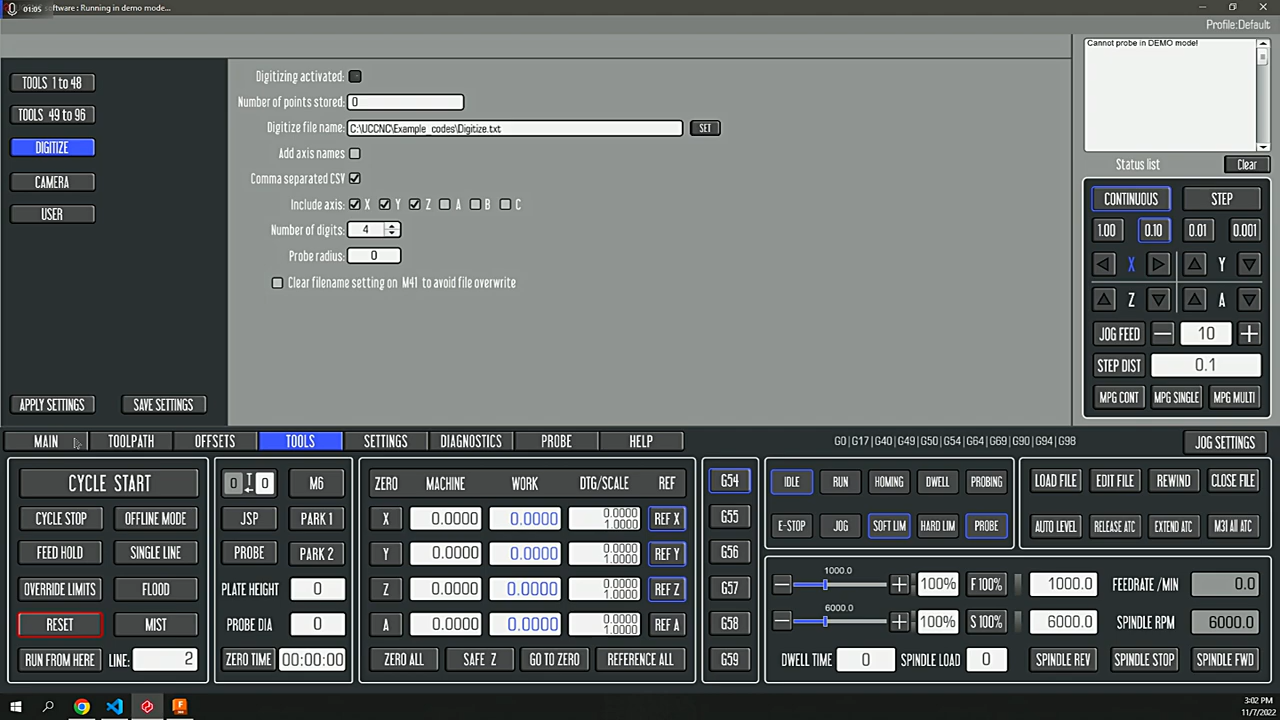 01:05 software : Running in demo mode...
Profile:Default
Cannot probe in DEMO mode!
Status list
Clear
TOOLS 1 to 48
TOOLS 49 to 96
DIGITIZE
CAMERA
USER
APPLY SETTINGS
SAVE SETTINGS
Digitizing activated:
Number of points stored: 0
Digitize file name: C:\UCCNC\Example_codes\Digitize.txt SET
Add axis names
Comma separated CSV
Include axis: X Y Z A B C
Number of digits: 4
Probe radius: 0
Clear filename setting on M41 to avoid file overwrite
CONTINUOUS STEP
1.00 0.10 0.01 0.001
X Y
Z A
JOG FEED 10
STEP DIST 0.1
MPG CONT MPG SINGLE MPG MULTI
MAIN TOOLPATH OFFSETS TOOLS SETTINGS DIAGNOSTICS PROBE HELP
G0 | G17 | G40 | G49 | G50 | G54 | G64 | G69 | G90 | G94 | G98
JOG SETTINGS
CYCLE START
CYCLE STOP OFFLINE MODE
FEED HOLD SINGLE LINE
OVERRIDE LIMITS FLOOD
RESET MIST
RUN FROM HERE LINE: 2
0 0 M6
JSP PARK 1
PROBE PARK 2
PLATE HEIGHT 0
PROBE DIA 0
ZERO TIME 00:00:00
ZERO MACHINE WORK DTG/SCALE REF
X 0.0000 0.0000 0.0000 1.0000 REF X
Y 0.0000 0.0000 0.0000 1.0000 REF Y
Z 0.0000 0.0000 0.0000 1.0000 REF Z
A 0.0000 0.0000 0.0000 1.0000 REF A
ZERO ALL SAFE Z GO TO ZERO REFERENCE ALL
G54
G55
G56
G57
G58
G59
IDLE RUN HOMING DWELL PROBING
E-STOP JOG SOFT LIM HARD LIM PROBE
LOAD FILE EDIT FILE REWIND CLOSE FILE
AUTO LEVEL RELEASE ATC EXTEND ATC M31 All ATC
1000.0
100% F 100% 1000.0 FEEDRATE /MIN 0.0
6000.0
100% S 100% 6000.0 SPINDLE RPM 6000.0
DWELL TIME 0 SPINDLE LOAD 0 SPINDLE REV SPINDLE STOP SPINDLE FWD
3:02 PM
11/7/2022